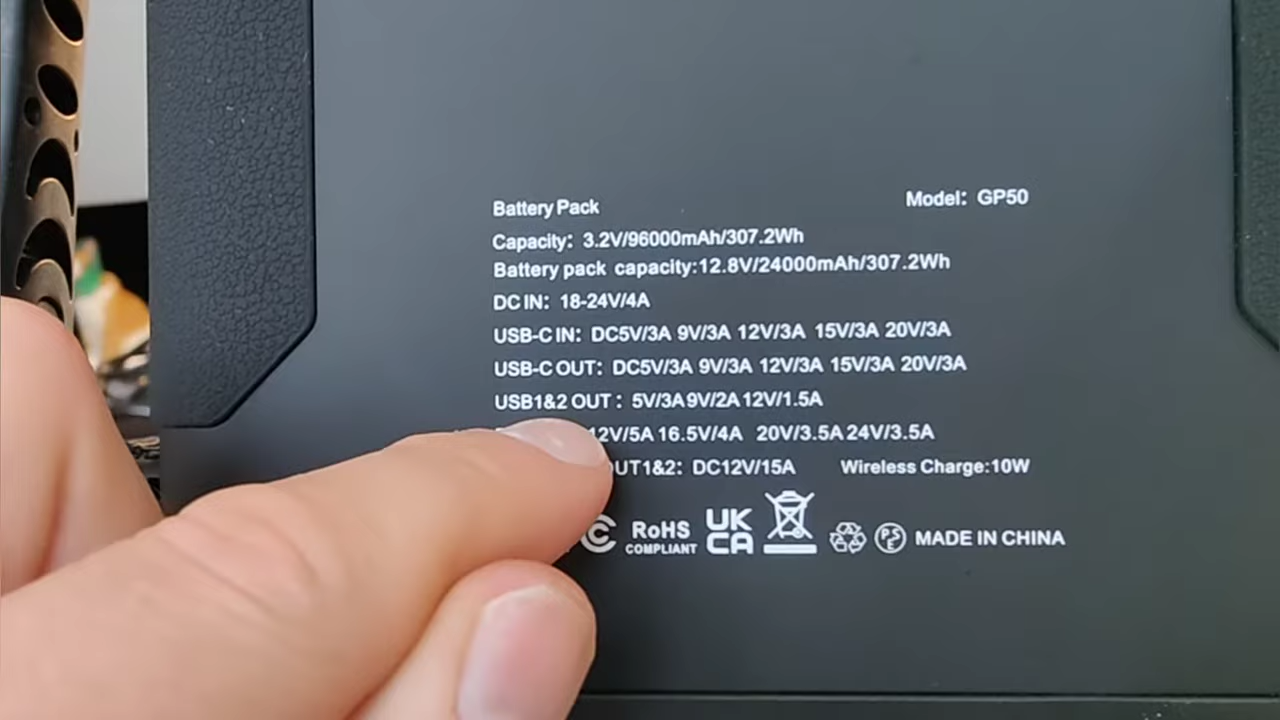 Battery Pack Model: GP50
Capacity: 3.2V/96000mAh/307.2Wh
Battery pack capacity:12.8V/24000mAh/307.2Wh
DC IN: 18-24V/4A
USB-C IN: DC5V/3A 9V/3A 12V/3A 15V/3A 20V/3A
USB-C OUT: DC5V/3A 9V/3A 12V/3A 15V/3A 20V/3A
USB1&2 OUT: 5V/3A 9V/2A 12V/1.5A
12V/5A 16.5V/4A 20V/3.5A 24V/3.5A
OUT1&2: DC12V/15A Wireless Charge:10W
RoHS COMPLIANT UK CA PS E MADE IN CHINA